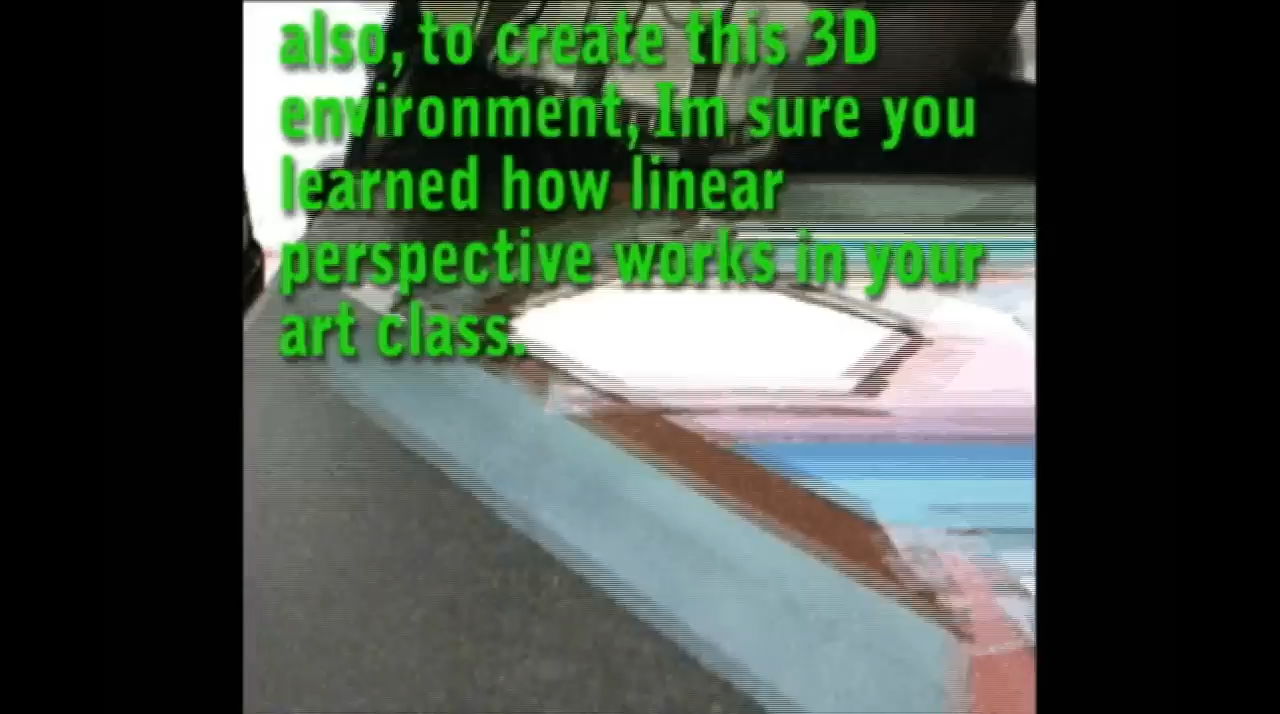 also, to create this 3D
environment, Im sure you
learned how linear
perspective works in your
art class.